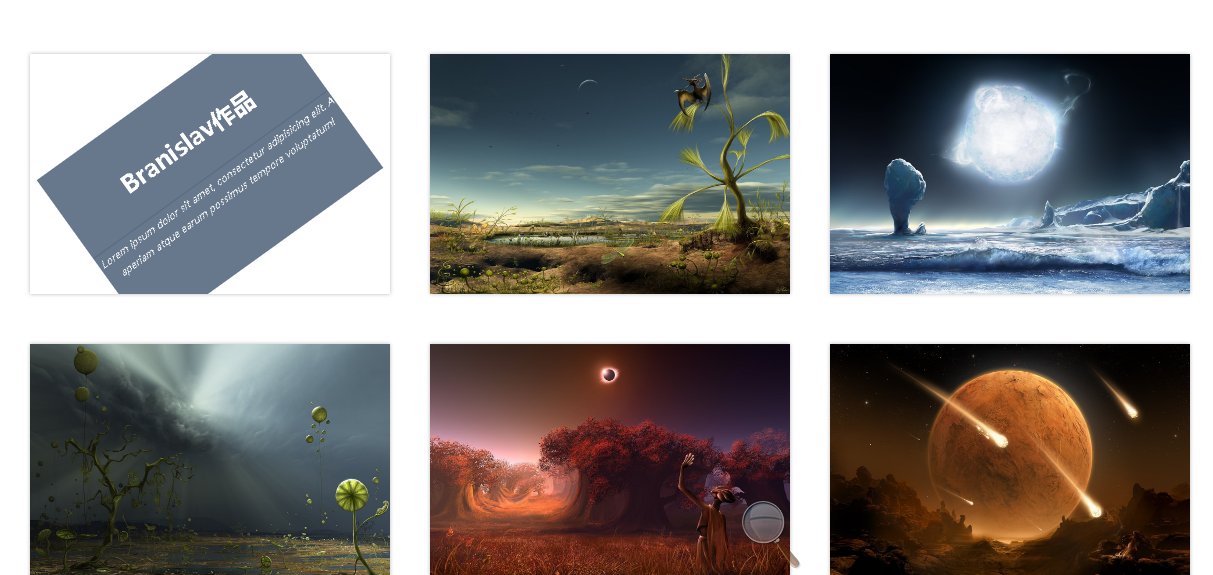 Branislav作品
Lorem ipsum dolor sit amet, consectetur adipisicing elit. A
aperiam atque earum possimus tempore voluptatum!